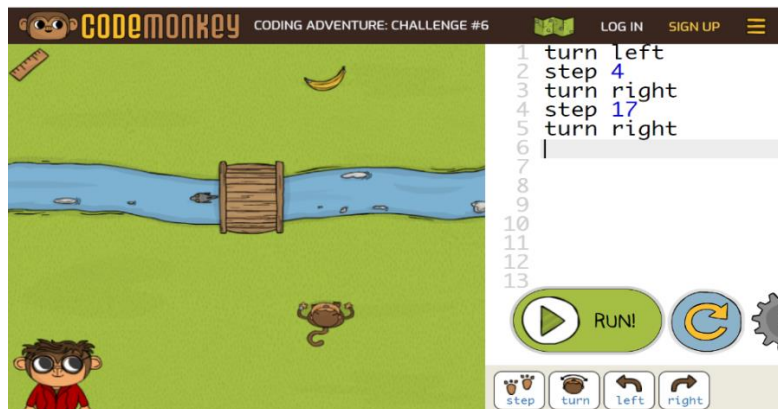 CODEMONKEY CODING ADVENTURE: CHALLENGE #6 LOG IN SIGN UP
1 turn left
2 step 4
3 turn right
4 step 17
5 turn right
6
7
8
9
10
11
12
13
RUN!
step turn left right